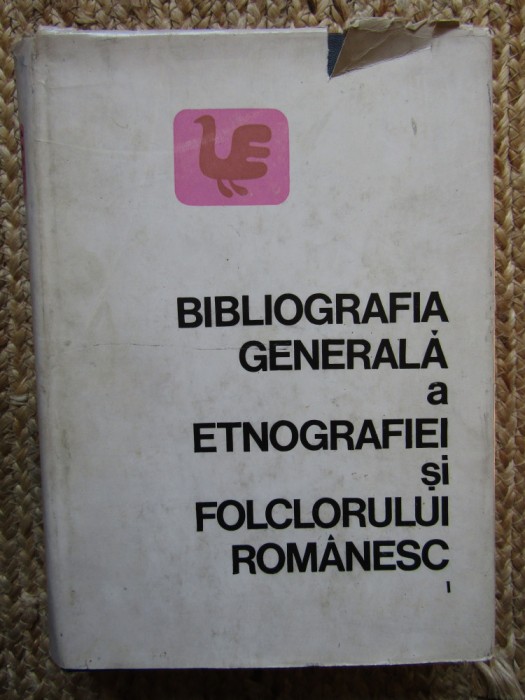 BIBLIOGRAFIA
GENERALĂ
a
ETNOGRAFIEI
și
FOLCLORULUI
ROMÂNESC
I